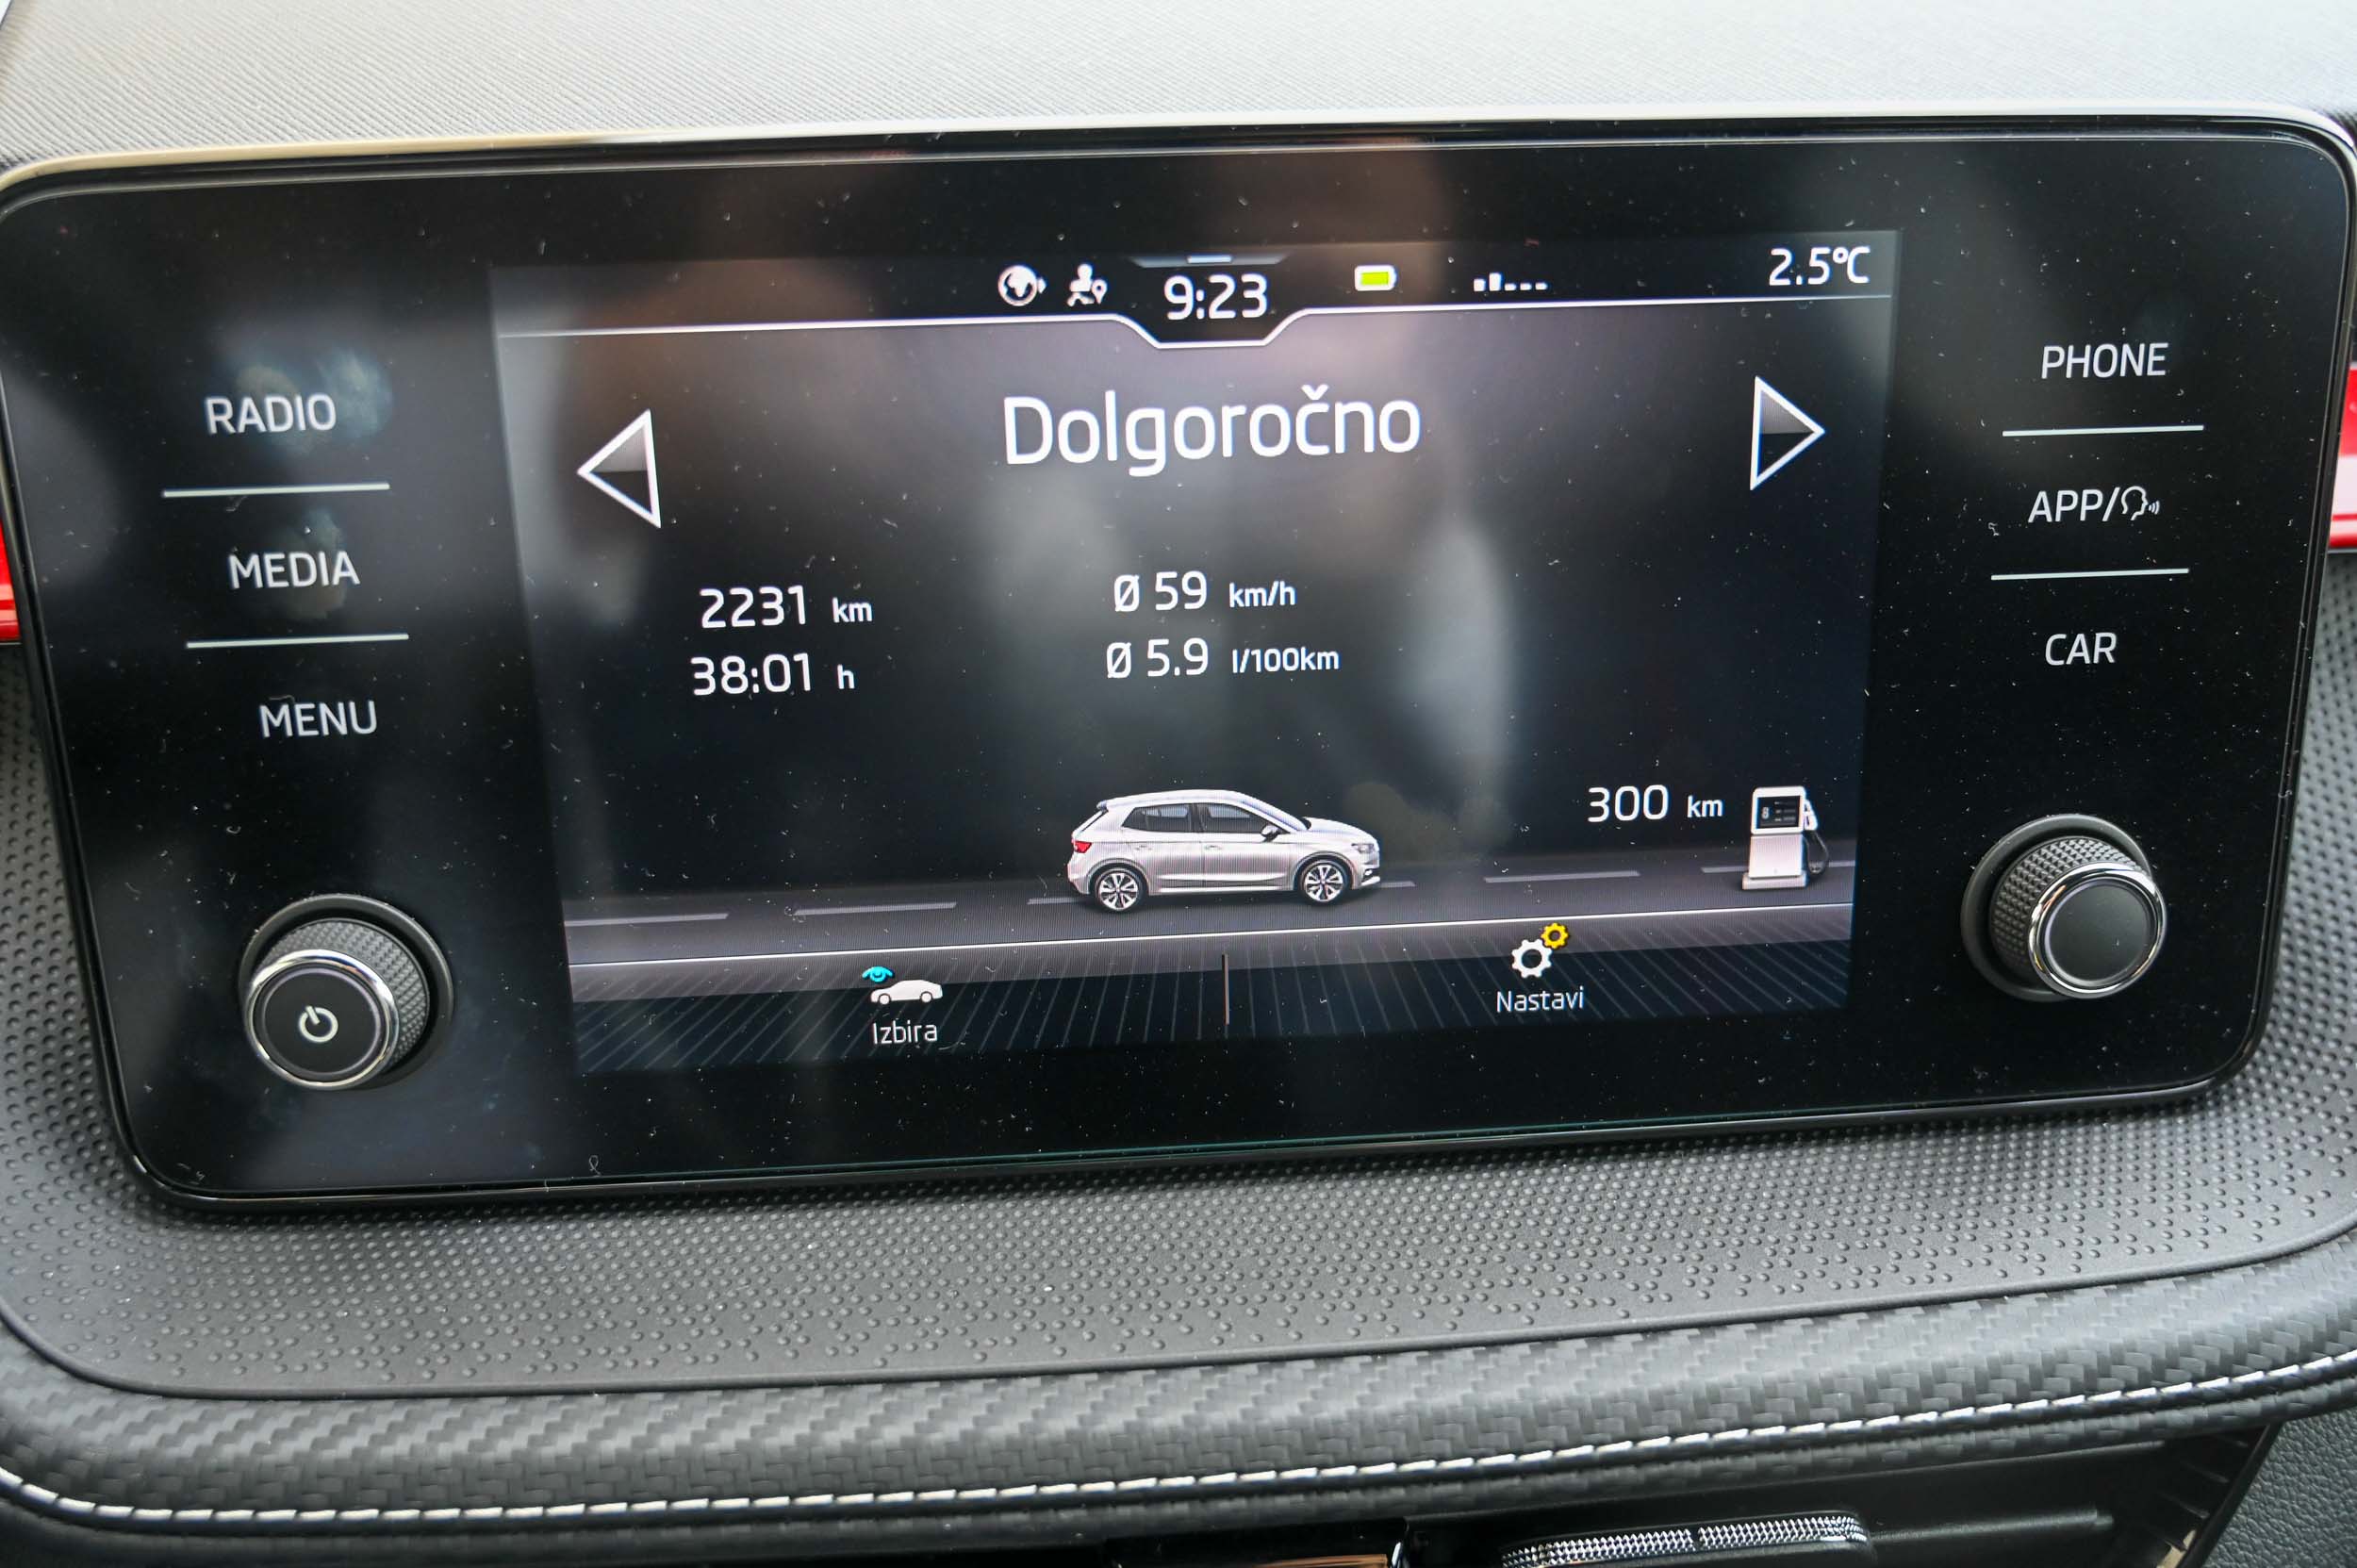 9:23
2.5°C
RADIO
MEDIA
MENU
Dolgoročno
2231 km
38:01 h
Ø 59 km/h
Ø 5.9 l/100km
300 km
Izbira
Nastavi
PHONE
APP/
CAR